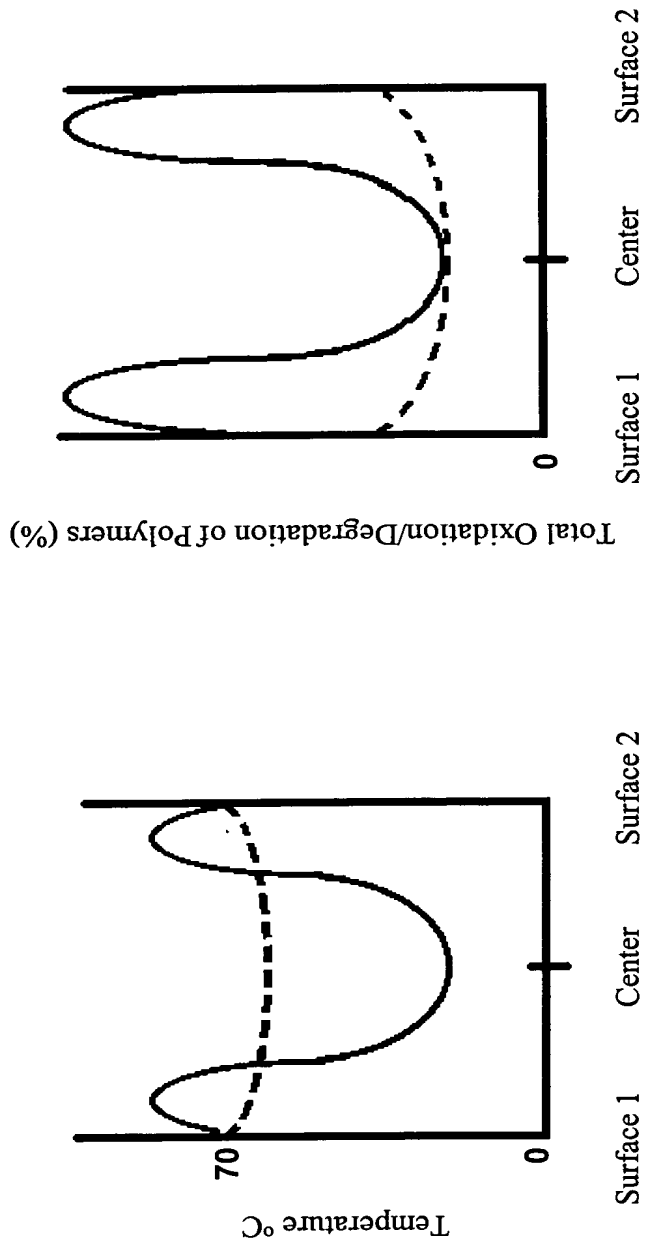 Temperature °C
70
0
Surface 1
Center
Surface 2
Total Oxidation/Degradation of Polymers (%)
0
Surface 1
Center
Surface 2